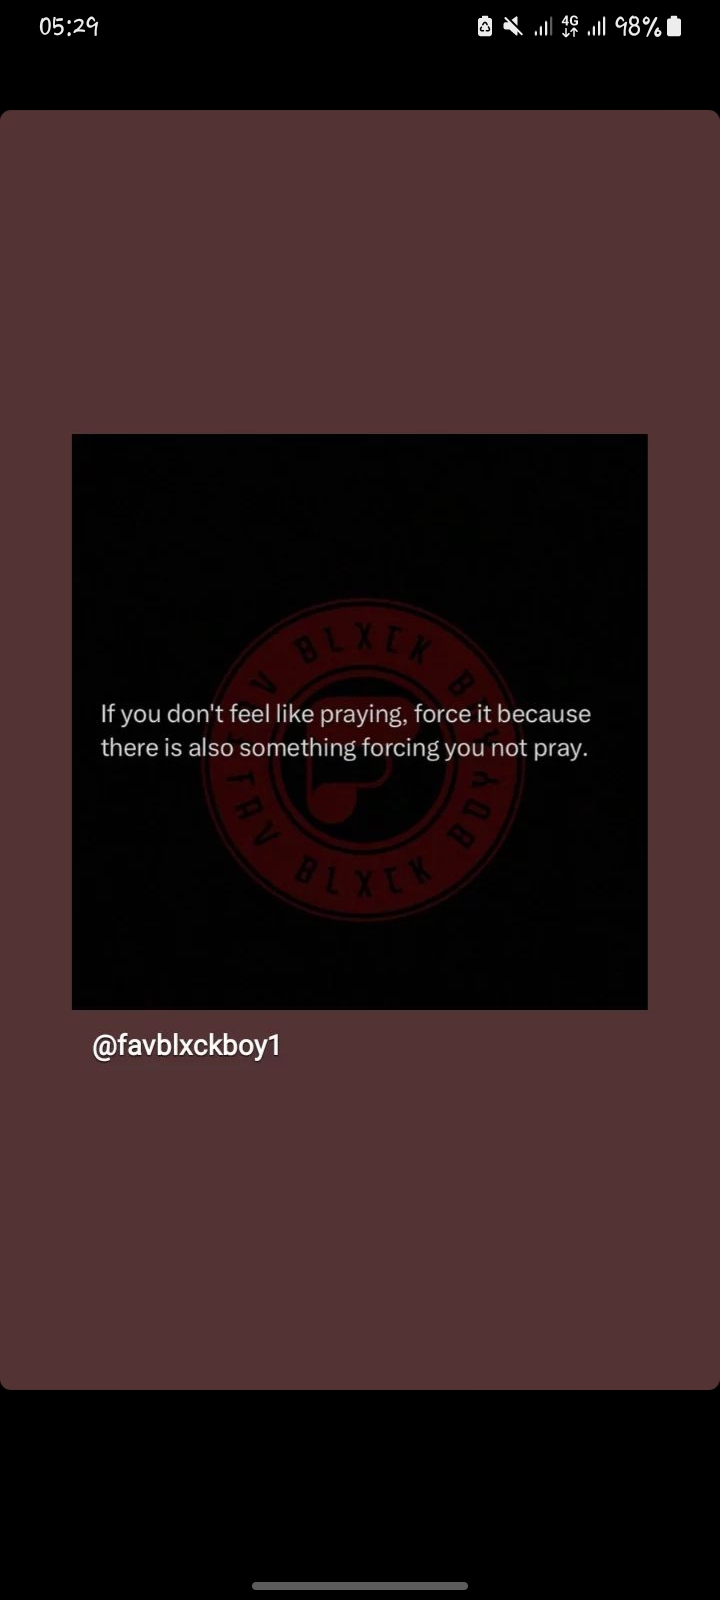 05:29
4G
98%
FAV BLXCK BOY
If you don't feel like praying, force it because
there is also something forcing you not pray.
FAV BLXCK BOY
@favblxckboy1